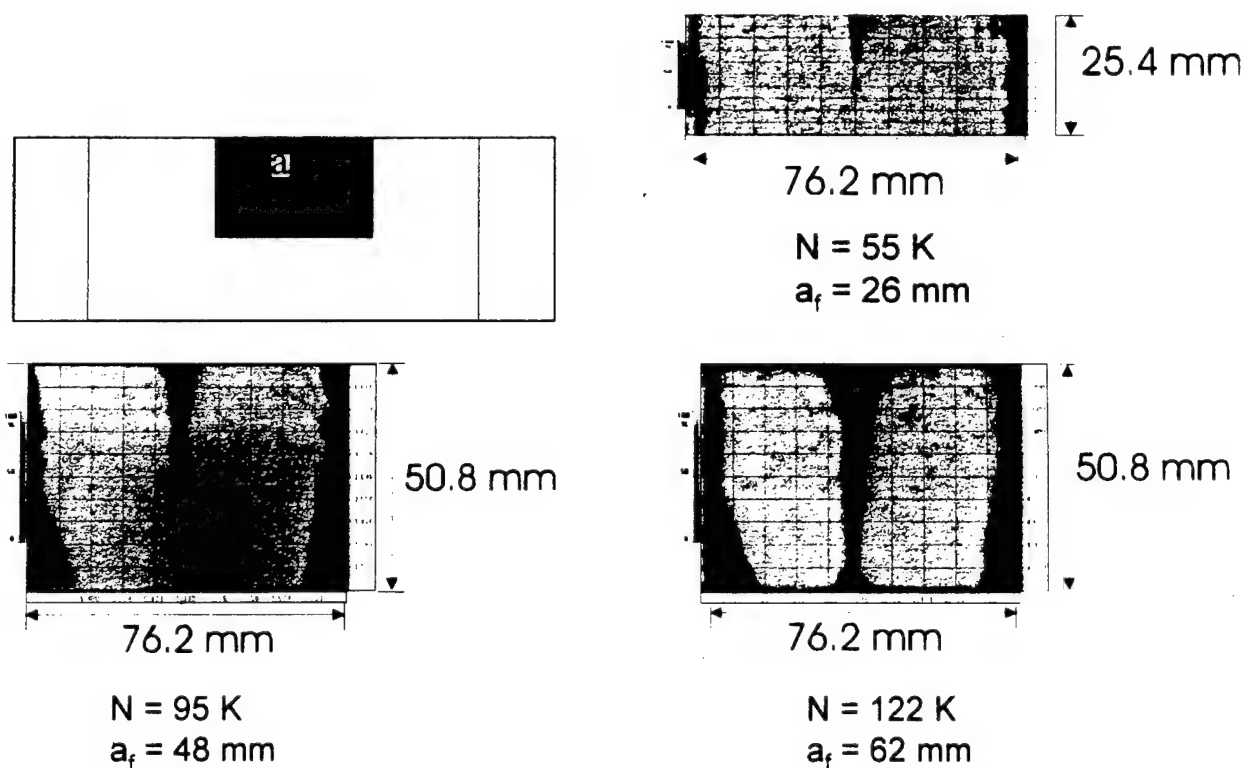 a
25.4 mm
76.2 mm
N = 55 K
a_f = 26 mm
50.8 mm
76.2 mm
N = 95 K
a_f = 48 mm
50.8 mm
76.2 mm
N = 122 K
a_f = 62 mm